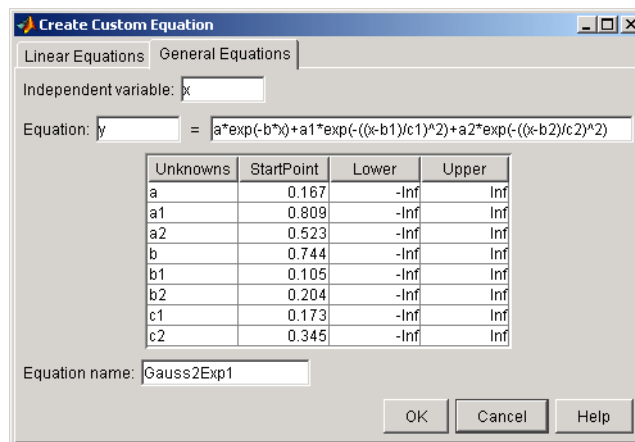 Create Custom Equation
Linear Equations General Equations
Independent variable: x
Equation: y = a*exp(-b*x)+a1*exp(-((x-b1)/c1)^2)+a2*exp(-((x-b2)/c2)^2)
Unknowns StartPoint Lower Upper
a 0.167 -Inf Inf
a1 0.809 -Inf Inf
a2 0.523 -Inf Inf
b 0.744 -Inf Inf
b1 0.105 -Inf Inf
b2 0.204 -Inf Inf
c1 0.173 -Inf Inf
c2 0.345 -Inf Inf
Equation name: Gauss2Exp1
OK Cancel Help